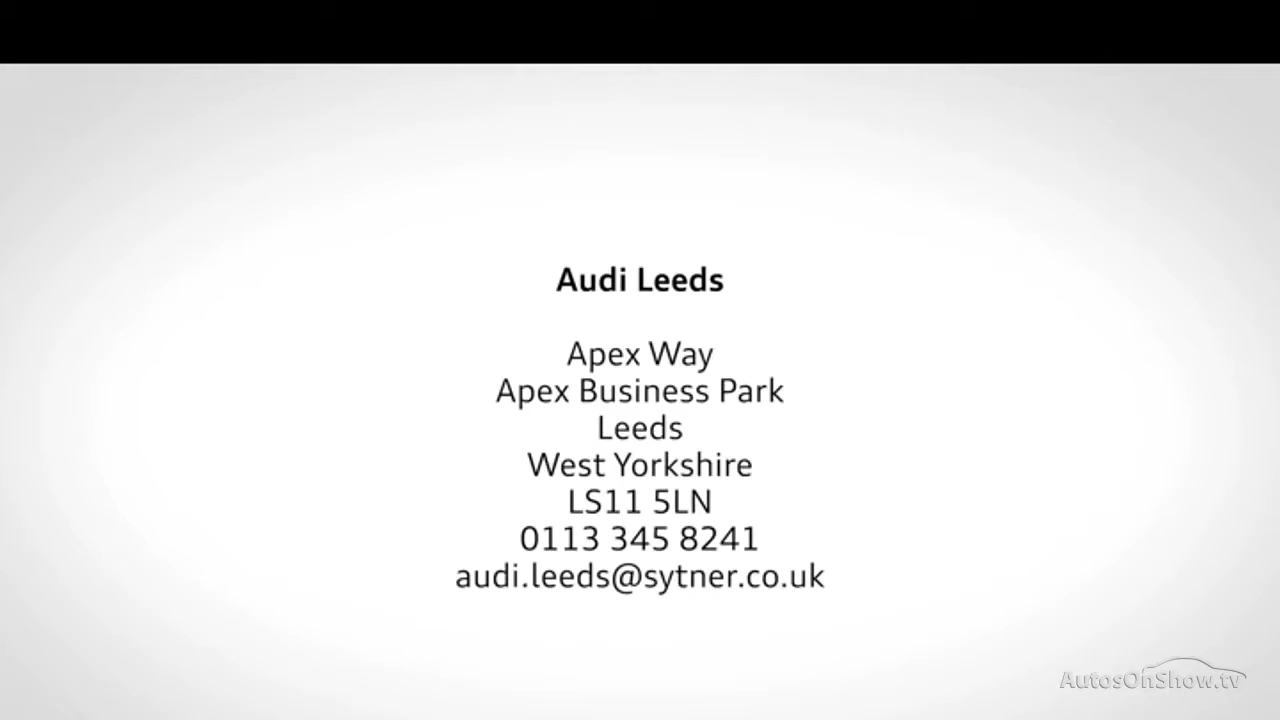 Audi Leeds
Apex Way
Apex Business Park
Leeds
West Yorkshire
LS11 5LN
0113 345 8241
audi.leeds@sytner.co.uk
AutosOnShow.tv